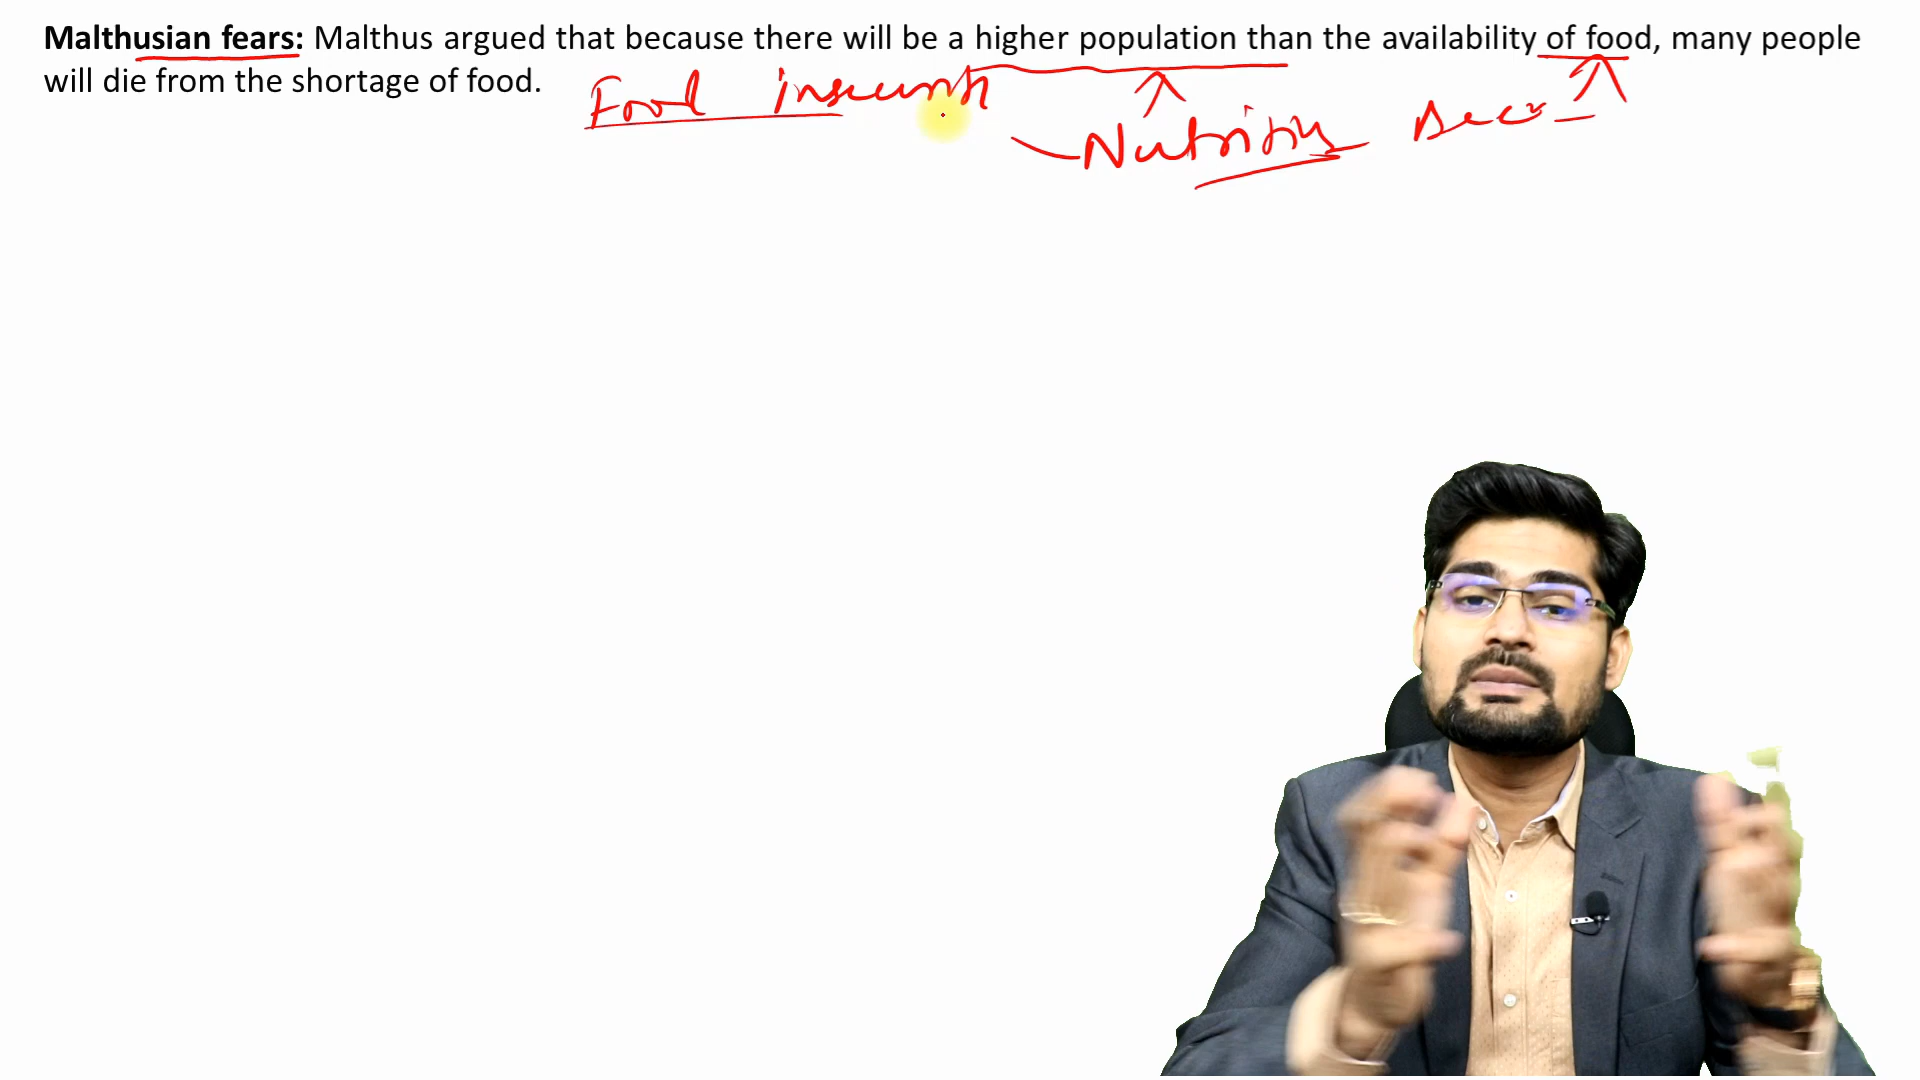 Malthusian fears: Malthus argued that because there will be a higher population than the availability of food, many people
will die from the shortage of food.
Food